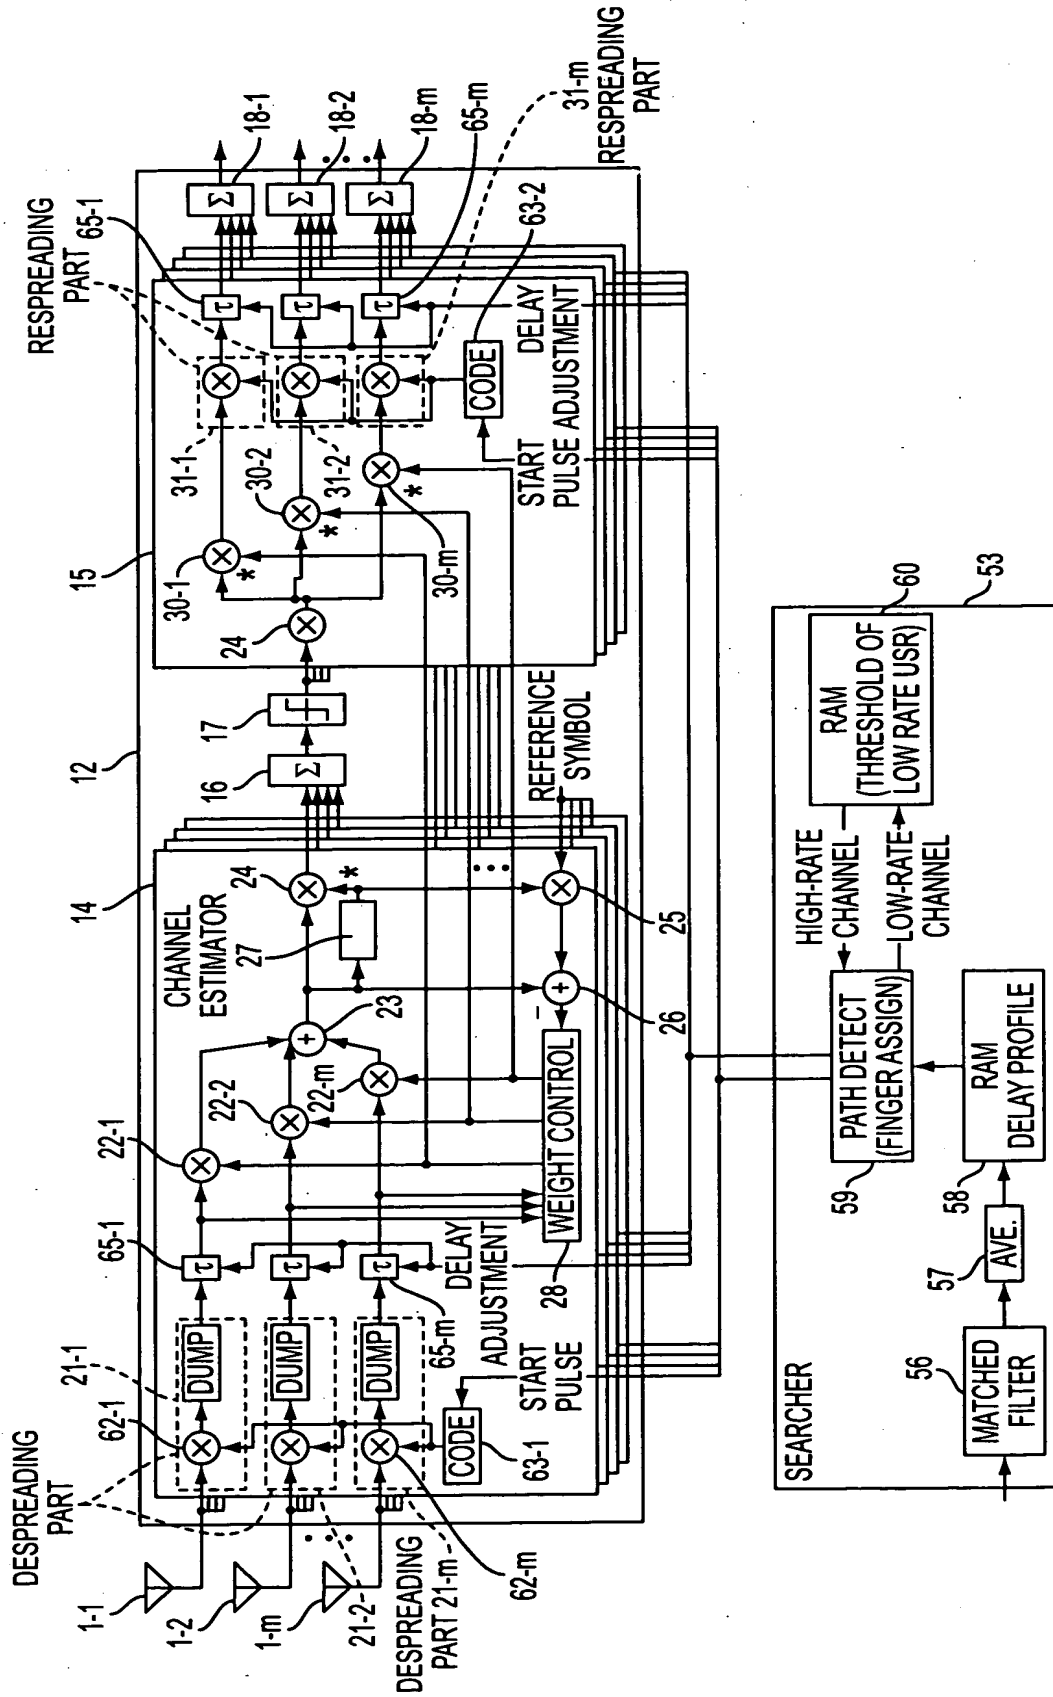 DESPREADING
PART
1-1
1-2
1-m
62-1
21-1
DUMP
DUMP
DUMP
21-2
DESPREADING
PART 21-m
62-m
CODE
63-1
START
PULSE
65-1
τ
τ
τ
65-m
DELAY
ADJUSTMENT
22-1
22-2
22-m
+
23
CHANNEL
ESTIMATOR
27
24
*
14
28
WEIGHT CONTROL
−
+
26
25
REFERENCE
SYMBOL
12
16
Σ
17
15
24
30-1
*
30-2
*
30-m
*
31-1
31-2
RESPREADING
PART
65-1
τ
τ
τ
CODE
START
PULSE
DELAY
ADJUSTMENT
Σ
Σ
Σ
18-1
18-2
18-m
65-m
63-2
31-m
RESPREADING
PART
SEARCHER
53
56
MATCHED
FILTER
57
AVE.
58
RAM
DELAY PROFILE
59
PATH DETECT
(FINGER ASSIGN)
HIGH-RATE
CHANNEL
LOW-RATE
CHANNEL
60
RAM
(THRESHOLD OF
LOW RATE USR)